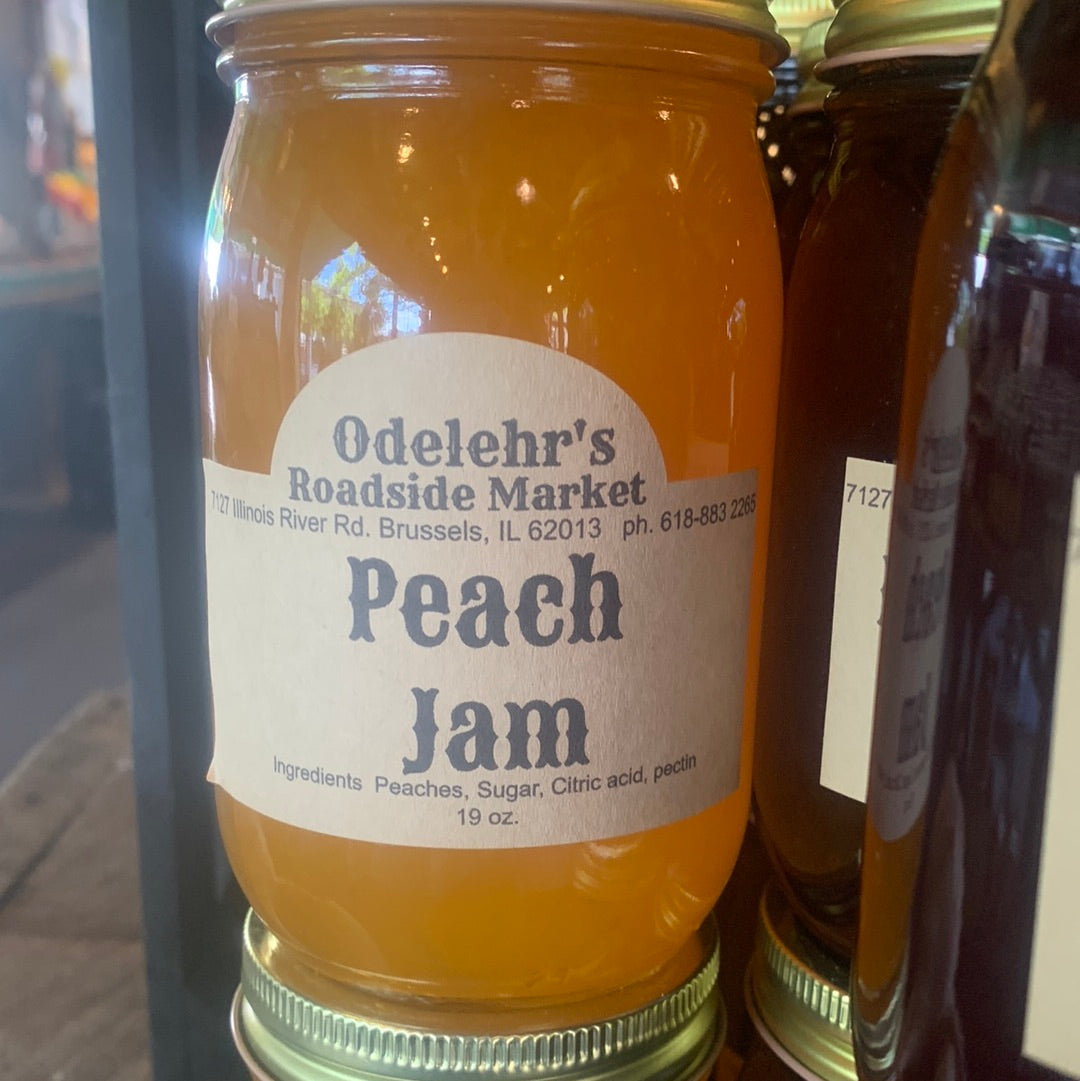 Odelehr's
Roadside Market
7127 Illinois River Rd. Brussels, IL 62013 ph. 618-883 2265
Peach
Jam
Ingredients Peaches, Sugar, Citric acid, pectin
19 oz.
7127